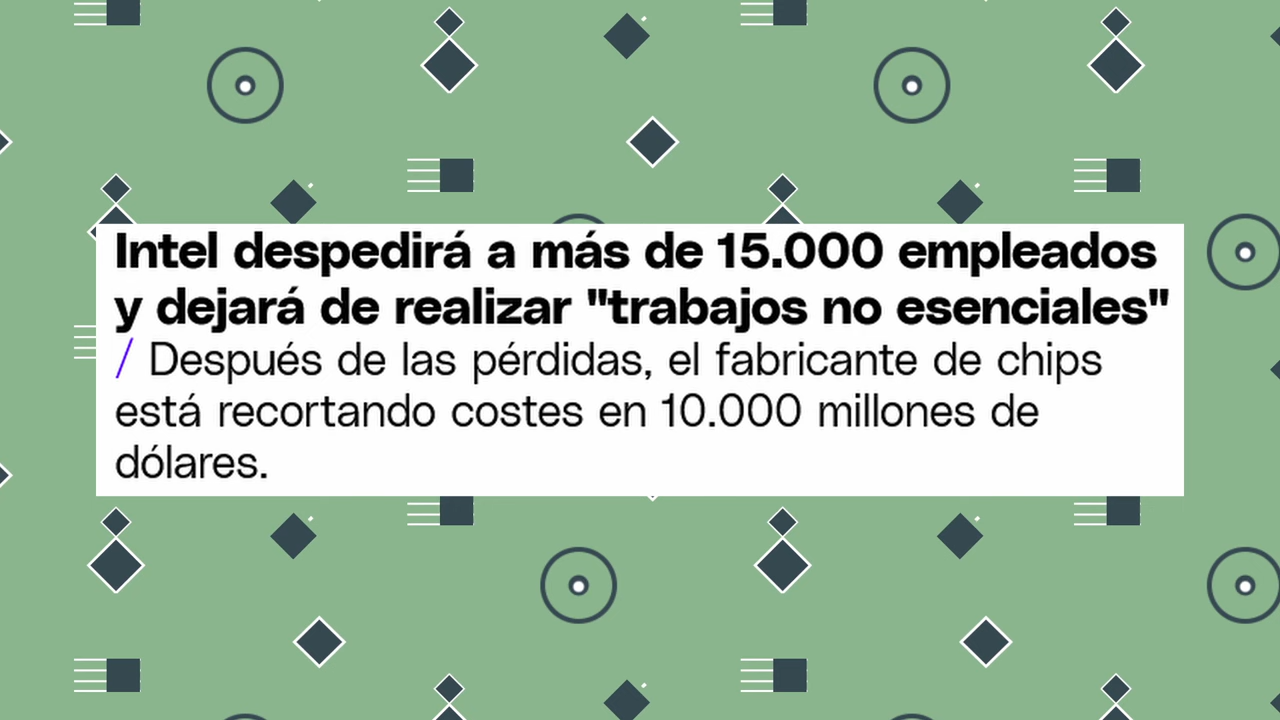 Intel despedirá a más de 15.000 empleados
y dejará de realizar "trabajos no esenciales"
/ Después de las pérdidas, el fabricante de chips
está recortando costes en 10.000 millones de
dólares.